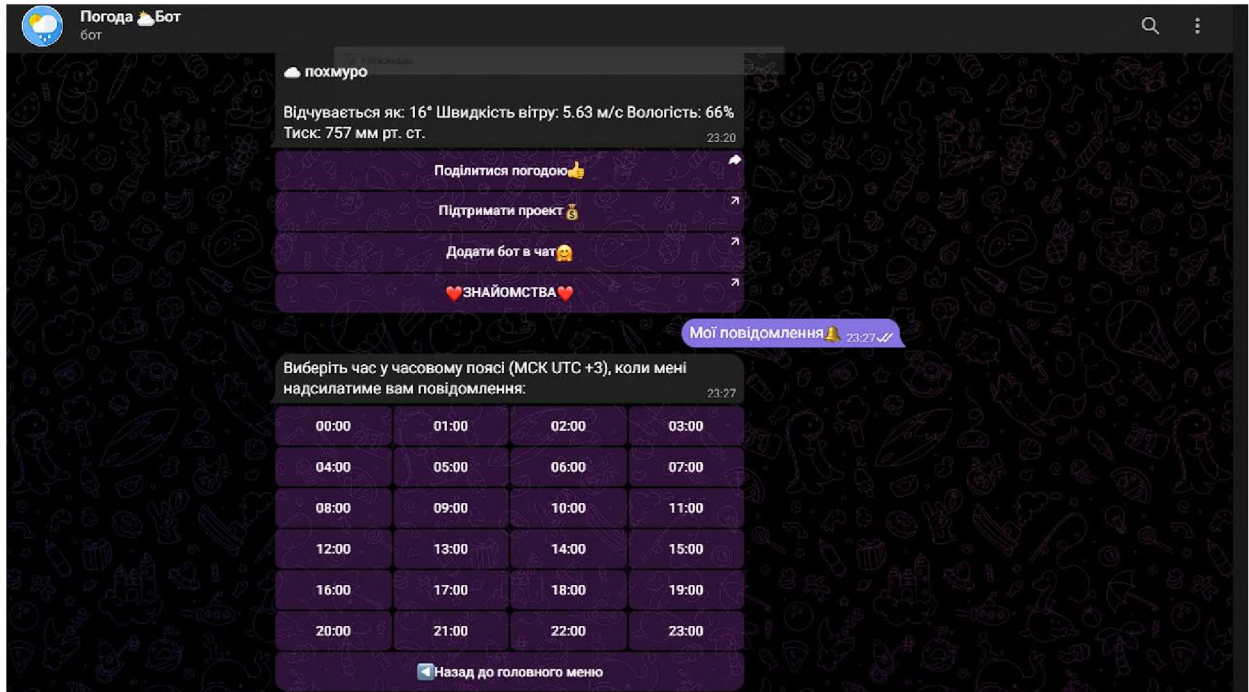 Погода 🌥️Бот
бот
☁️ похмуро
Відчувається як: 16° Швидкість вітру: 5.63 м/с Вологість: 66%
Тиск: 757 мм рт. ст. 23:20
Поділитися погодою👍
Підтримати проект💰
Додати бот в чат🤗
❤️ЗНАЙОМСТВА❤️
Мої повідомлення🔔 23:27
Виберіть час у часовому поясі (МСК UTC +3), коли мені
надсилатиме вам повідомлення: 23:27
00:00 01:00 02:00 03:00
04:00 05:00 06:00 07:00
08:00 09:00 10:00 11:00
12:00 13:00 14:00 15:00
16:00 17:00 18:00 19:00
20:00 21:00 22:00 23:00
◀️Назад до головного меню